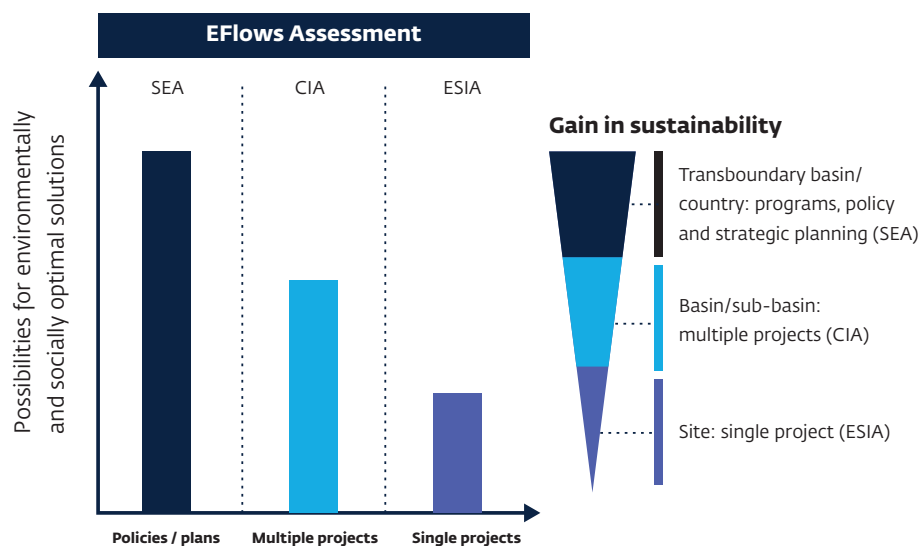 EFlows Assessment
SEA
CIA
ESIA
Possibilities for environmentally
and socially optimal solutions
Policies / plans
Multiple projects
Single projects
Gain in sustainability
Transboundary basin/
country: programs, policy
and strategic planning (SEA)
Basin/sub-basin:
multiple projects (CIA)
Site: single project (ESIA)